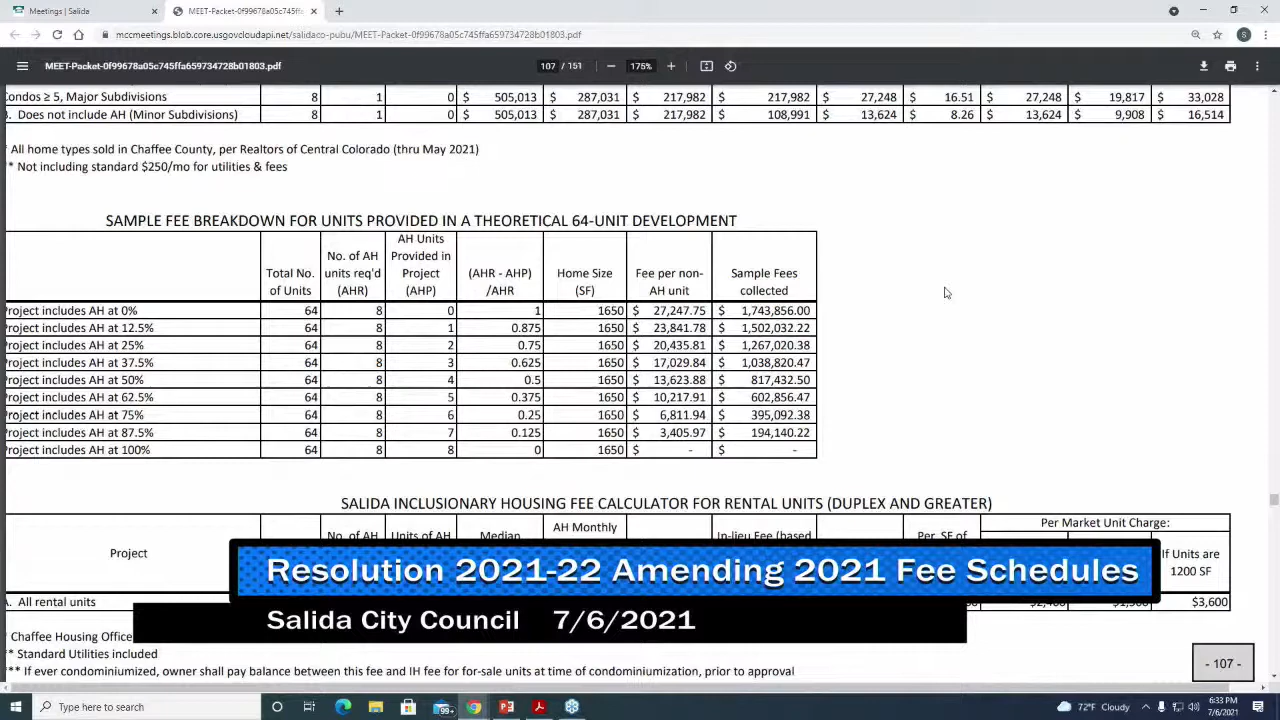 Meetings | Salida
MEET-Packet-0f99678a05c745ffe
mccmeetings.blob.core.usgovcloudapi.net/salidaco-pubu/MEET-Packet-0f99678a05c745ffa659734728b01803.pdf
S
MEET-Packet-0f99678a05c745ffa659734728b01803.pdf
107 / 151
175%
ondos ≥ 5, Major Subdivisions 8 1 0 $ 505,013 $ 287,031 $ 217,982 $ 217,982 $ 27,248 $ 16.51 $ 27,248 $ 19,817 $ 33,028
. Does not include AH (Minor Subdivisions) 8 1 0 $ 505,013 $ 287,031 $ 217,982 $ 108,991 $ 13,624 $ 8.26 $ 13,624 $ 9,908 $ 16,514
* All home types sold in Chaffee County, per Realtors of Central Colorado (thru May 2021)
** Not including standard $250/mo for utilities & fees
SAMPLE FEE BREAKDOWN FOR UNITS PROVIDED IN A THEORETICAL 64-UNIT DEVELOPMENT
Total No. of Units No. of AH units req'd (AHR) AH Units Provided in Project (AHP) (AHR - AHP) /AHR Home Size (SF) Fee per non-AH unit Sample Fees collected
Project includes AH at 0% 64 8 0 1 1650 $ 27,247.75 $ 1,743,856.00
Project includes AH at 12.5% 64 8 1 0.875 1650 $ 23,841.78 $ 1,502,032.22
Project includes AH at 25% 64 8 2 0.75 1650 $ 20,435.81 $ 1,267,020.38
Project includes AH at 37.5% 64 8 3 0.625 1650 $ 17,029.84 $ 1,038,820.47
Project includes AH at 50% 64 8 4 0.5 1650 $ 13,623.88 $ 817,432.50
Project includes AH at 62.5% 64 8 5 0.375 1650 $ 10,217.91 $ 602,856.47
Project includes AH at 75% 64 8 6 0.25 1650 $ 6,811.94 $ 395,092.38
Project includes AH at 87.5% 64 8 7 0.125 1650 $ 3,405.97 $ 194,140.22
Project includes AH at 100% 64 8 8 0 1650 $ - $ -
SALIDA INCLUSIONARY HOUSING FEE CALCULATOR FOR RENTAL UNITS (DUPLEX AND GREATER)
Project No. of AH Units of AH Median AH Monthly In-lieu Fee (based Per SF of Per Market Unit Charge:
If Units are
1200 SF
. All rental units $3,600
Resolution 2021-22 Amending 2021 Fee Schedules
Salida City Council 7/6/2021
* Chaffee Housing Office
** Standard Utilities included
*** If ever condominiumized, owner shall pay balance between this fee and IH fee for for-sale units at time of condominiumization, prior to approval
- 107 -
Type here to search
99+
72°F Cloudy
6:33 PM
7/6/2021